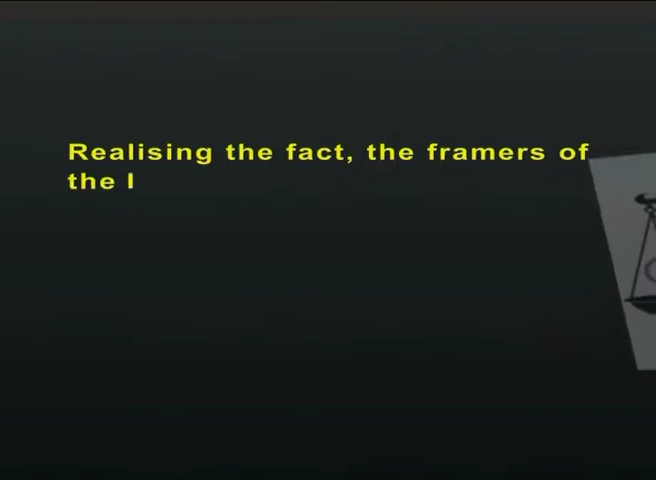 Realising the fact, the framers of
the I